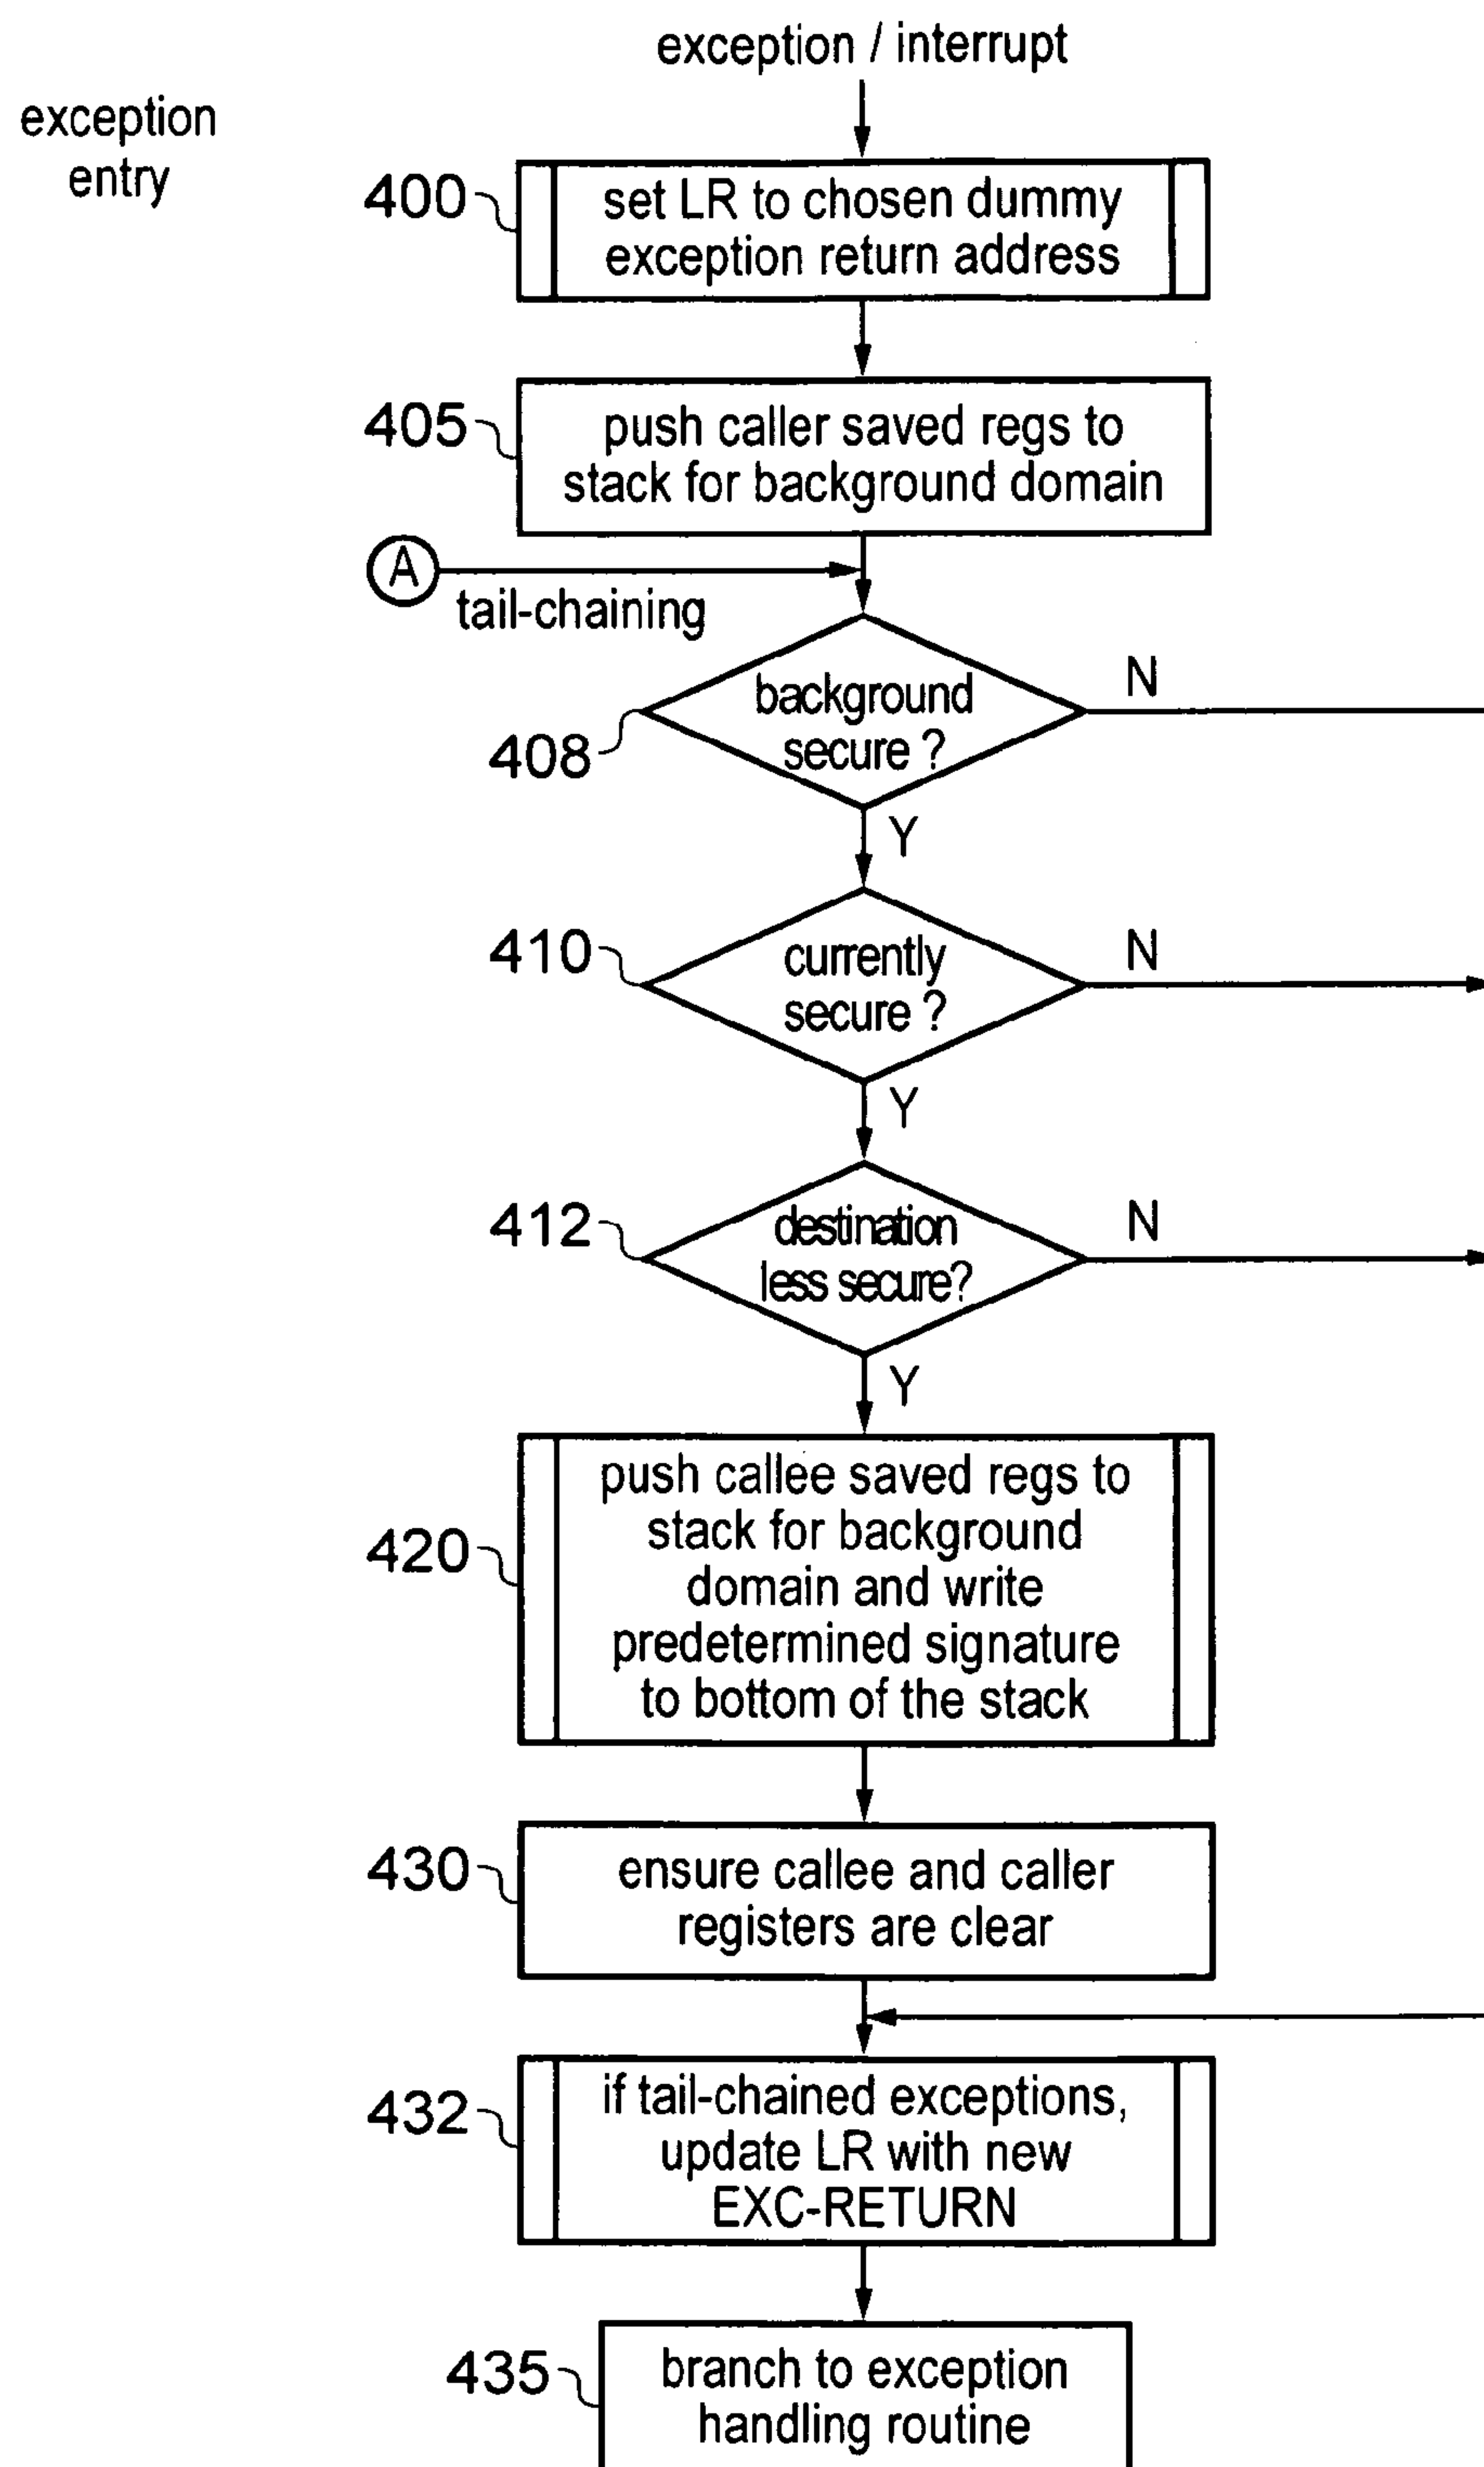 exception / interrupt
exception
entry
400
set LR to chosen dummy
exception return address
405
push caller saved regs to
stack for background domain
A
tail-chaining
background
secure ?
N
408
Y
410
currently
secure ?
N
Y
412
destination
less secure?
N
Y
420
push callee saved regs to
stack for background
domain and write
predetermined signature
to bottom of the stack
430
ensure callee and caller
registers are clear
432
if tail-chained exceptions,
update LR with new
EXC-RETURN
435
branch to exception
handling routine